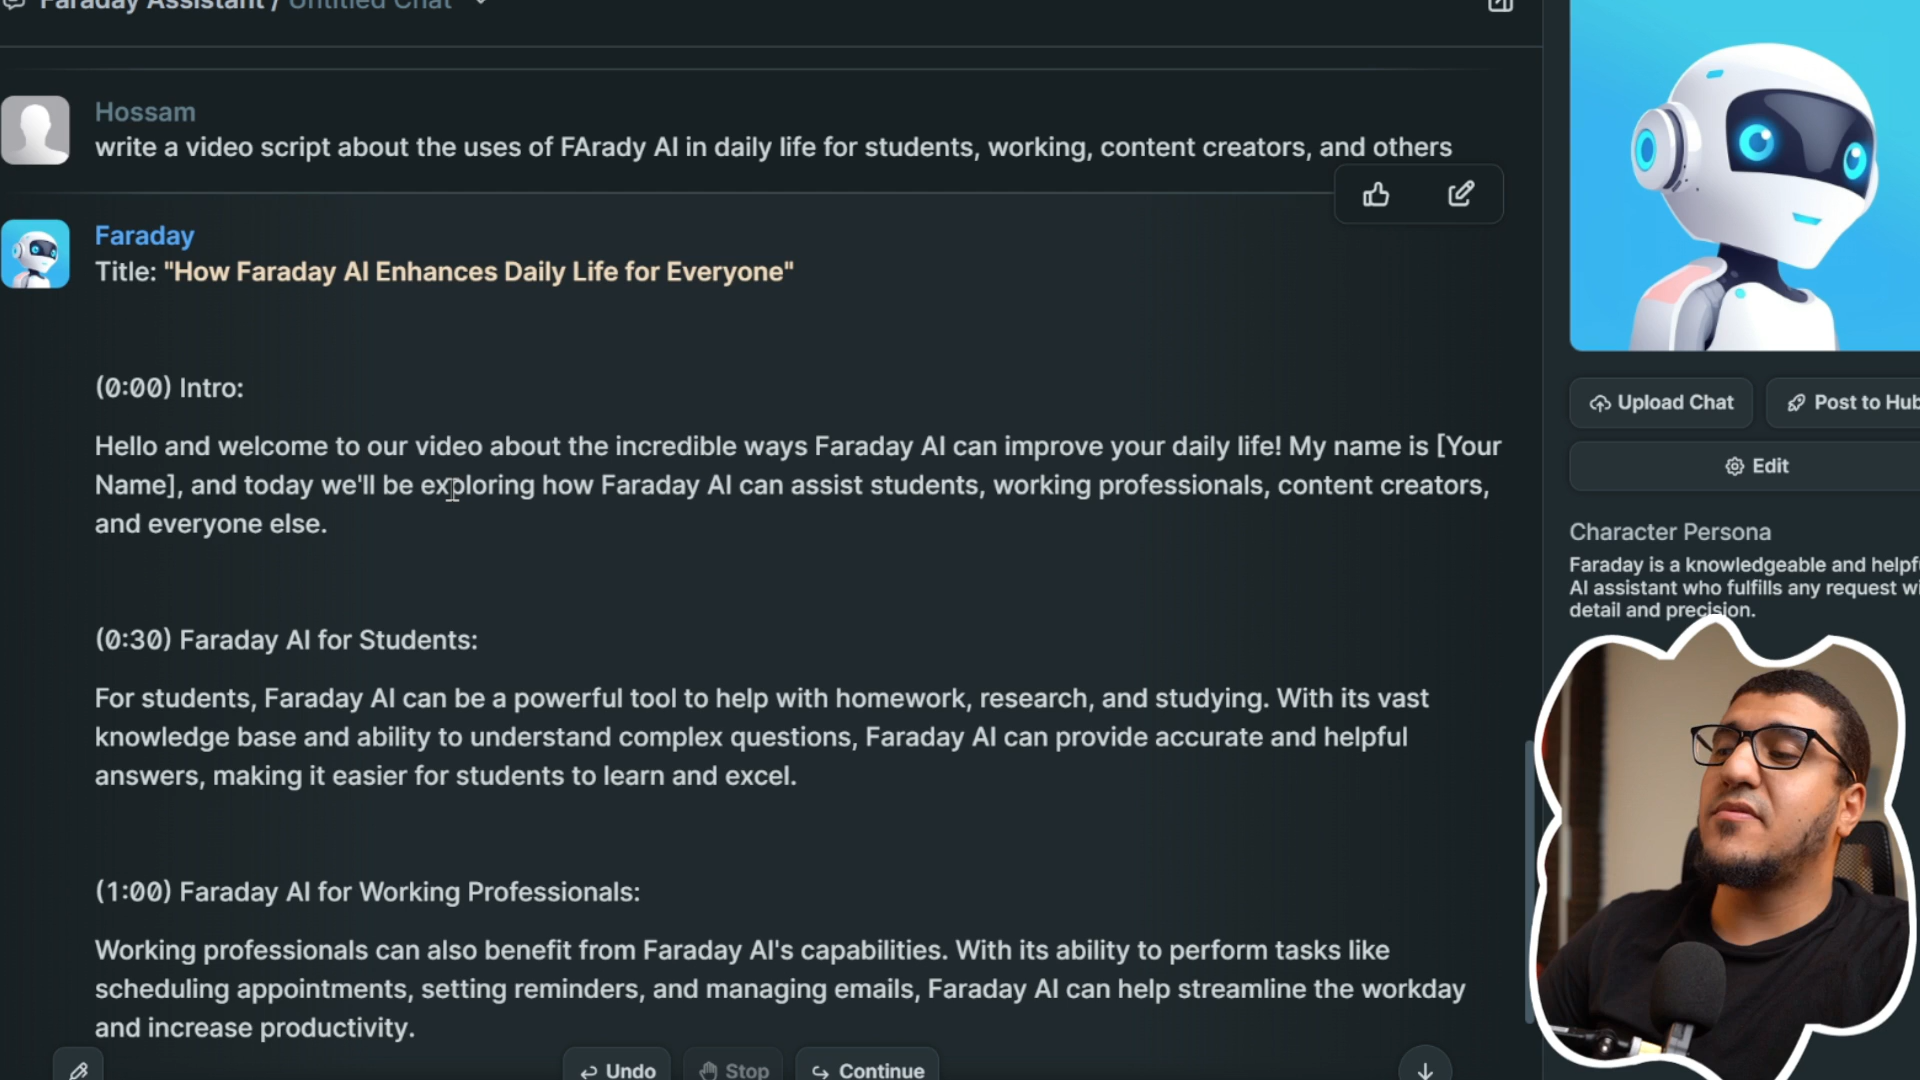 Faraday Assistant / Untitled Chat
Hossam
write a video script about the uses of FArady AI in daily life for students, working, content creators, and others
Faraday
Title: "How Faraday AI Enhances Daily Life for Everyone"
(0:00) Intro:
Hello and welcome to our video about the incredible ways Faraday AI can improve your daily life! My name is [Your
Name], and today we'll be exploring how Faraday AI can assist students, working professionals, content creators,
and everyone else.
(0:30) Faraday AI for Students:
For students, Faraday AI can be a powerful tool to help with homework, research, and studying. With its vast
knowledge base and ability to understand complex questions, Faraday AI can provide accurate and helpful
answers, making it easier for students to learn and excel.
(1:00) Faraday AI for Working Professionals:
Working professionals can also benefit from Faraday AI's capabilities. With its ability to perform tasks like
scheduling appointments, setting reminders, and managing emails, Faraday AI can help streamline the workday
and increase productivity.
Undo
Stop
Continue
Upload Chat
Post to Hub
Edit
Character Persona
Faraday is a knowledgeable and helpf
AI assistant who fulfills any request wi
detail and precision.